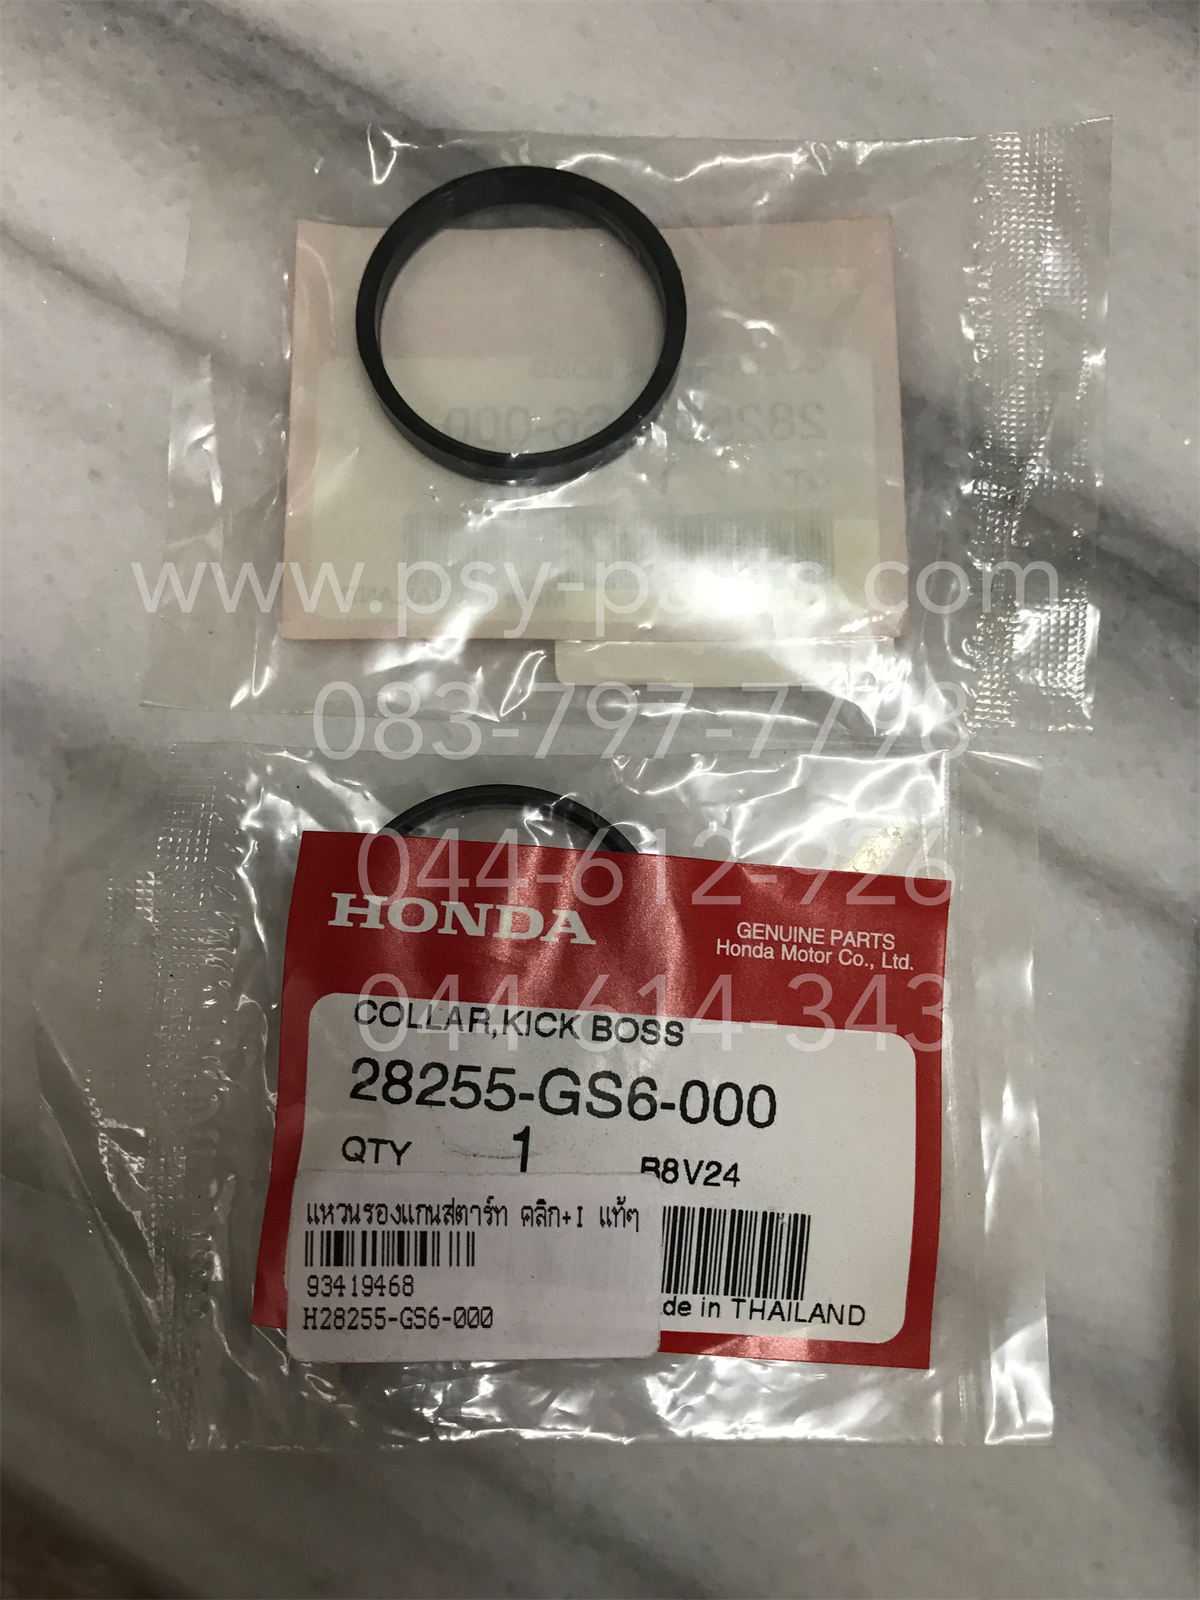 www.psy-parts.com
083-797-7798
044-612-926
HONDA
GENUINE PARTS
Honda Motor Co., Ltd.
044-614-343
COLLAR,KICK BOSS
28255-GS6-000
QTY 1 B8V24
แหวนรองแกนสตาร์ท คลิก+I แท้ๆ
93419468
H28255-GS6-000
in THAILAND